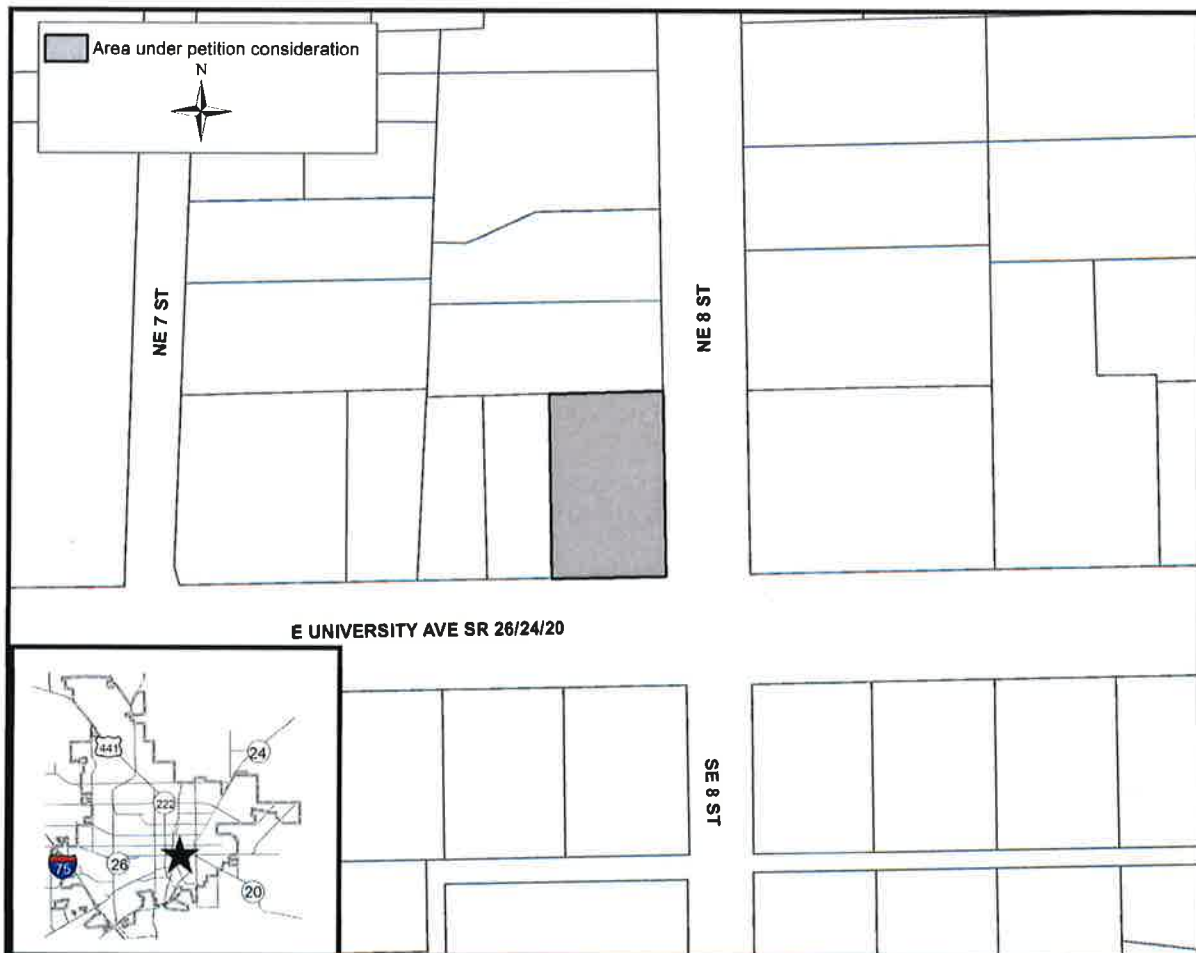 Area under petition consideration
N
NE 7 ST
NE 8 ST
E UNIVERSITY AVE SR 26/24/20
SE 8 ST
441
24
222
26
75
20